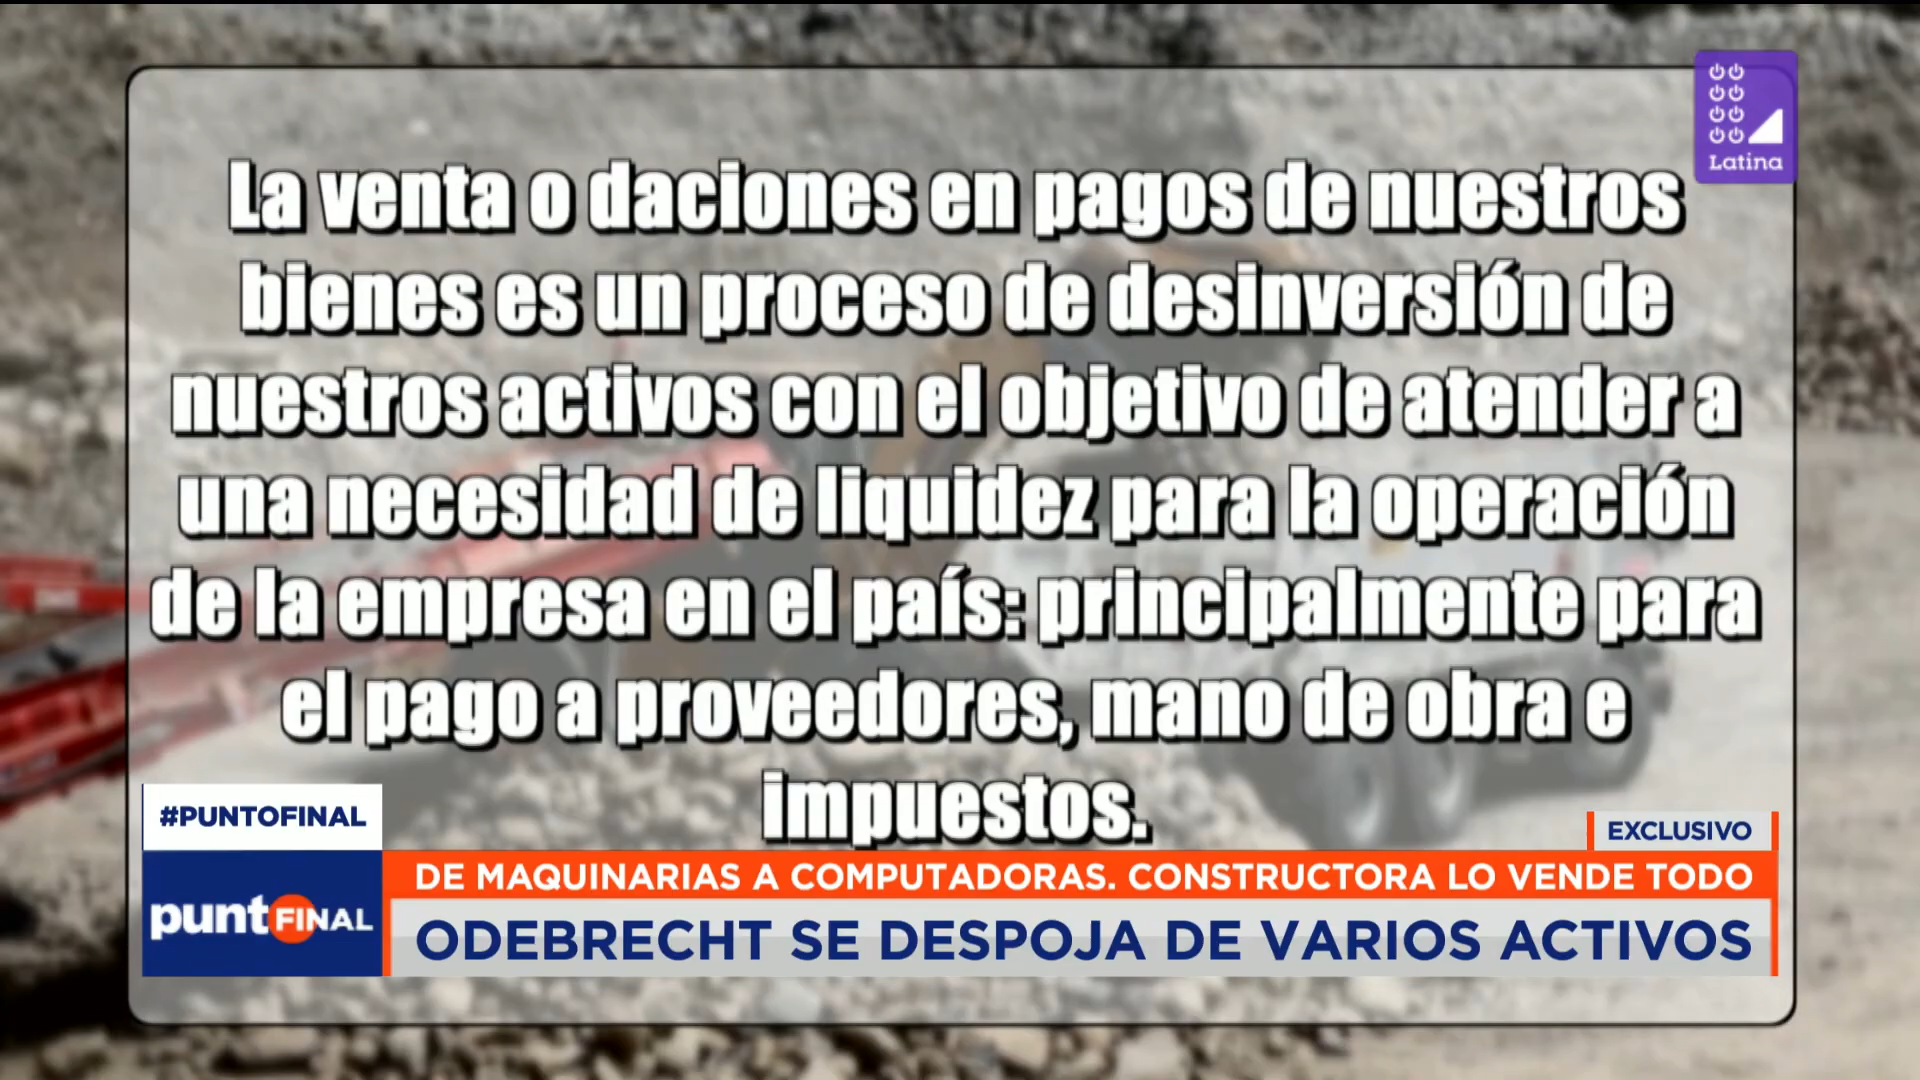 Latina
La venta o daciones en pagos de nuestros
bienes es un proceso de desinversión de
nuestros activos con el objetivo de atender a
una necesidad de liquidez para la operación
de la empresa en el país: principalmente para
el pago a proveedores, mano de obra e
impuestos.
#PUNTOFINAL
EXCLUSIVO
DE MAQUINARIAS A COMPUTADORAS. CONSTRUCTORA LO VENDE TODO
punto FINAL
ODEBRECHT SE DESPOJA DE VARIOS ACTIVOS